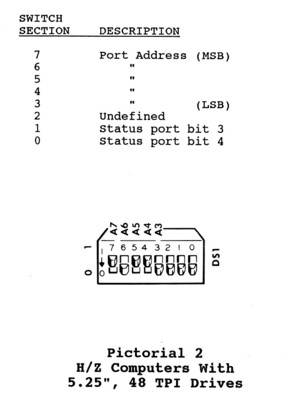 SWITCH
SECTION DESCRIPTION
7 Port Address (MSB)
6 "
5 "
4 "
3 " (LSB)
2 Undefined
1 Status port bit 3
0 Status port bit 4
A7 A6 A5 A4 A3
1 7 6 5 4 3 2 1 0
0 1 0
DS1
Pictorial 2
H/Z Computers With
5.25", 48 TPI Drives